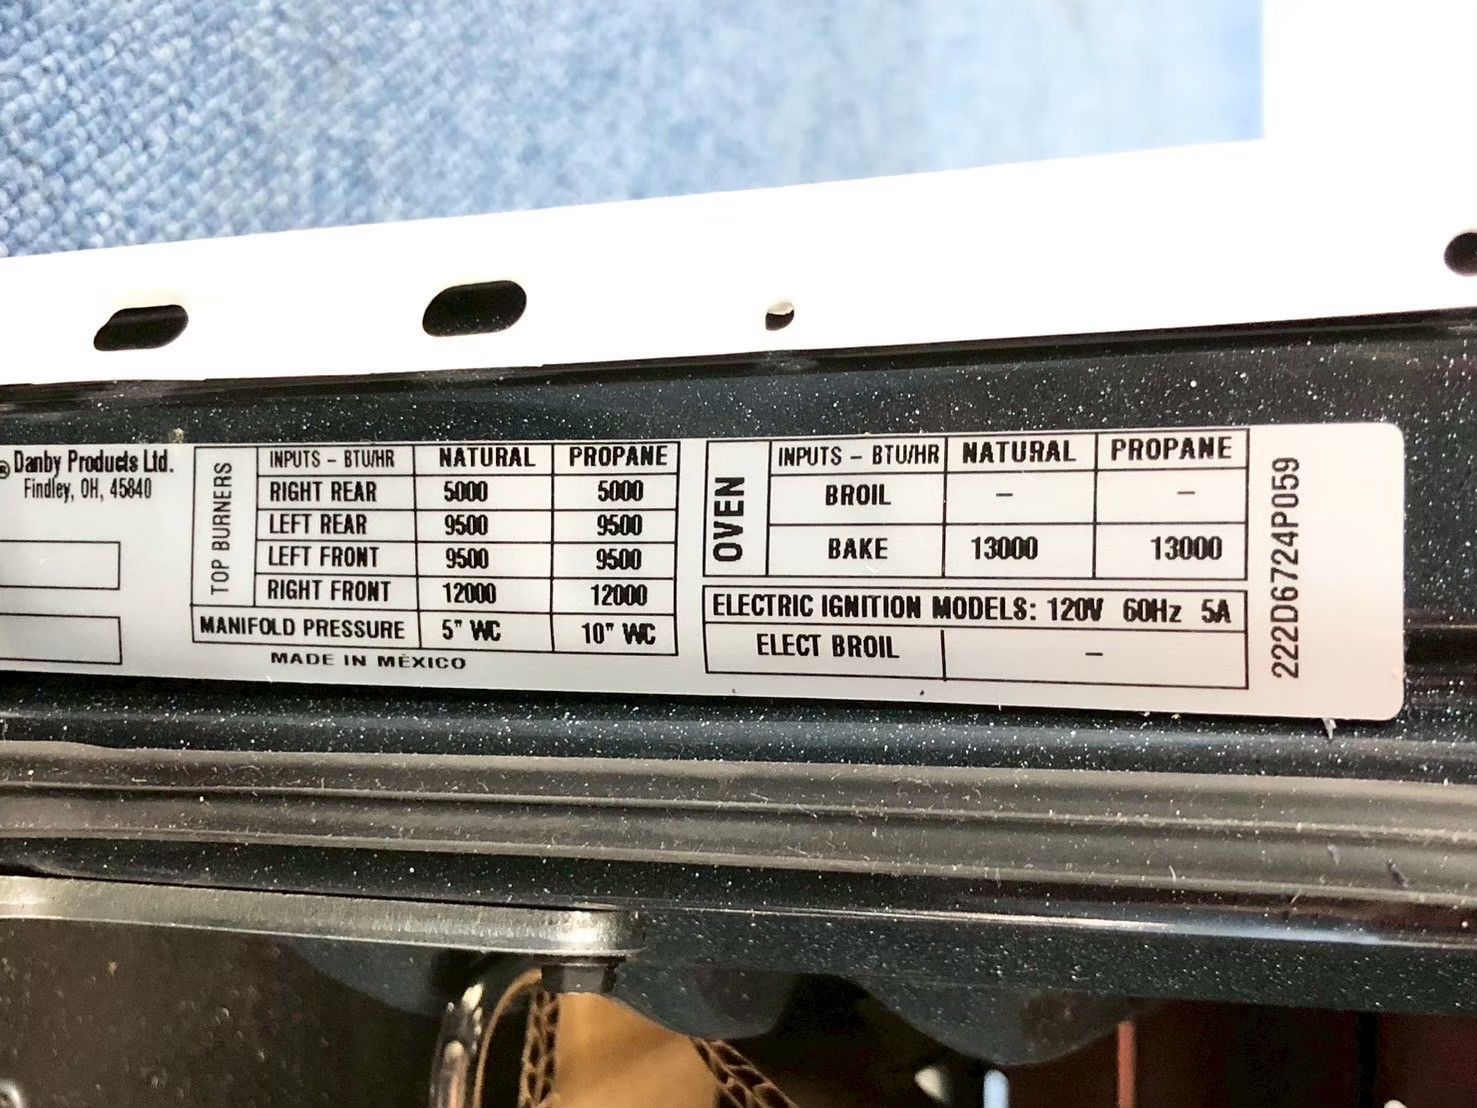 ® Danby Products Ltd.
Findley, OH, 45840
TOP BURNERS
INPUTS – BTU/HR NATURAL PROPANE
RIGHT REAR 5000 5000
LEFT REAR 9500 9500
LEFT FRONT 9500 9500
RIGHT FRONT 12000 12000
MANIFOLD PRESSURE 5" WC 10" WC
MADE IN MÉXICO
OVEN
INPUTS – BTU/HR NATURAL PROPANE
BROIL – –
BAKE 13000 13000
ELECTRIC IGNITION MODELS: 120V 60Hz 5A
ELECT BROIL –
222D6724P059